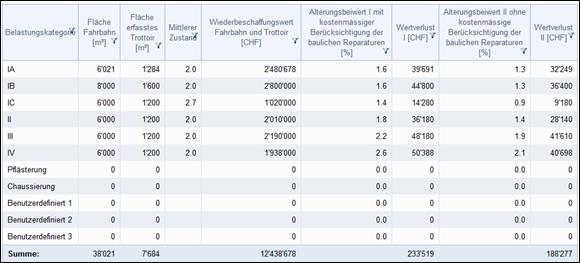 Belastungskategorie | Fläche Fahrbahn [m²] | Fläche erfasstes Trottoir [m²] | Mittlerer Zustand | Wiederbeschaffungswert Fahrbahn und Trottoir [CHF] | Alterungsbeiwert I mit kostenmässiger Berücksichtigung der baulichen Reparaturen [%] | Wertverlust I [CHF] | Alterungsbeiwert II ohne kostenmässige Berücksichtigung der baulichen Reparaturen [%] | Wertverlust II [CHF]
IA | 6'021 | 1'284 | 2.0 | 2'480'678 | 1.6 | 39'691 | 1.3 | 32'249
IB | 8'000 | 1'600 | 2.0 | 2'800'000 | 1.6 | 44'800 | 1.3 | 36'400
IC | 6'000 | 1'200 | 2.7 | 1'020'000 | 1.4 | 14'280 | 0.9 | 9'180
II | 6'000 | 1'200 | 2.0 | 2'010'000 | 1.8 | 36'180 | 1.4 | 28'140
III | 6'000 | 1'200 | 2.0 | 2'190'000 | 2.2 | 48'180 | 1.9 | 41'610
IV | 6'000 | 1'200 | 2.0 | 1'938'000 | 2.6 | 50'388 | 2.1 | 40'698
Pflästerung | 0 | 0 | | 0 | 0.0 | 0 | 0.0 | 0
Chaussierung | 0 | 0 | | 0 | 0.0 | 0 | 0.0 | 0
Benutzerdefiniert 1 | 0 | 0 | | 0 | 0.0 | 0 | 0.0 | 0
Benutzerdefiniert 2 | 0 | 0 | | 0 | 0.0 | 0 | 0.0 | 0
Benutzerdefiniert 3 | 0 | 0 | | 0 | 0.0 | 0 | 0.0 | 0
Summe: | 38'021 | 7'684 | | 12'438'678 | | 233'519 | | 188'277